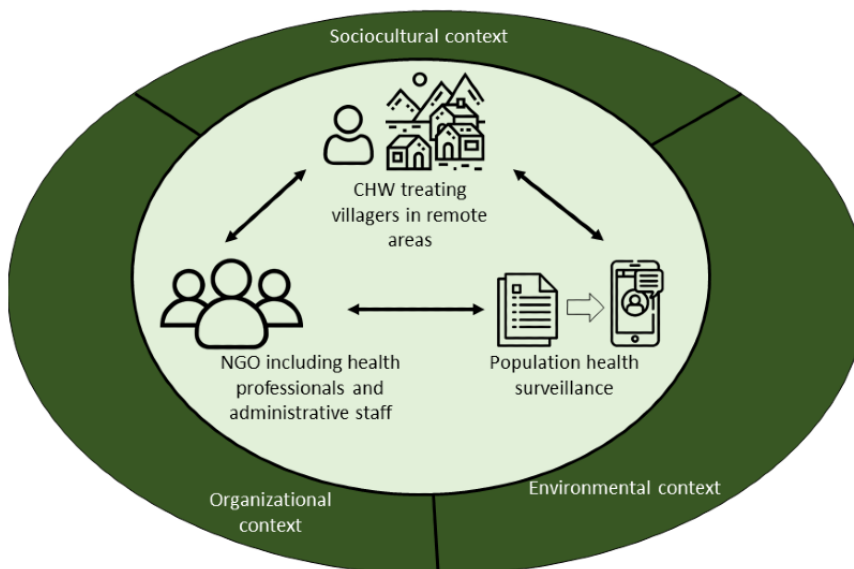 Sociocultural context
CHW treating
villagers in remote
areas
NGO including health
professionals and
administrative staff
Population health
surveillance
Organizational
context
Environmental context